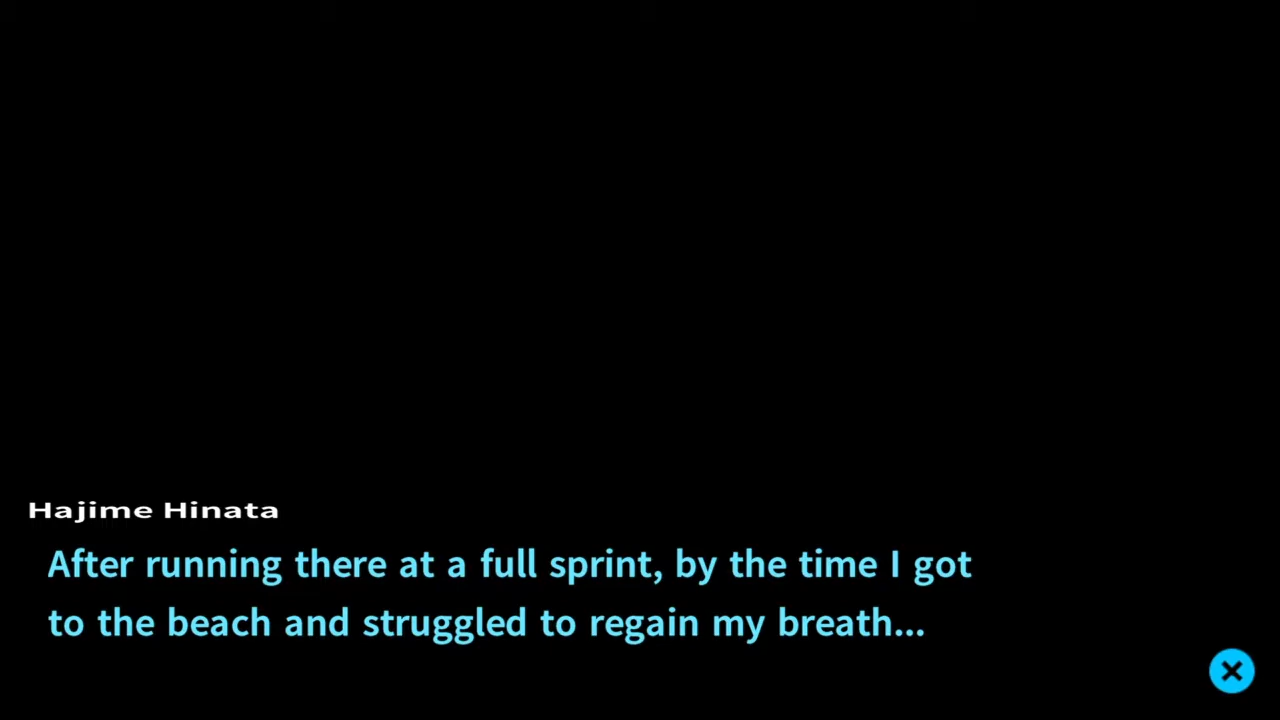 Hajime Hinata
After running there at a full sprint, by the time I got
to the beach and struggled to regain my breath...